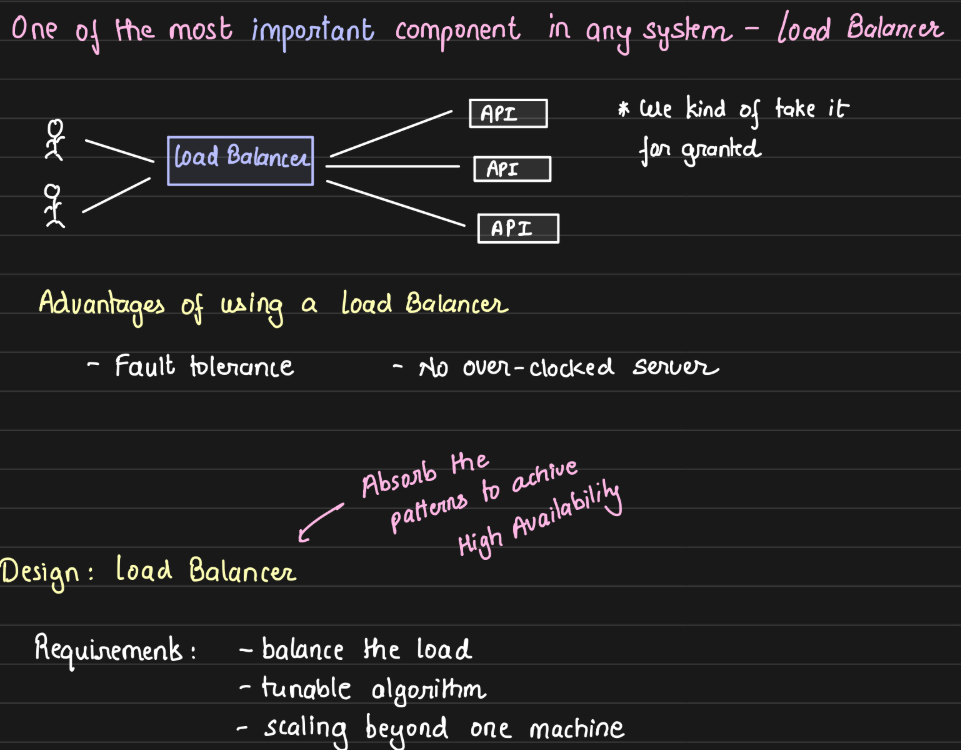 One of the most important component in any system - Load Balancer
Load Balancer
API
API
API
* We kind of take it
for granted
Advantages of using a Load Balancer
- Fault tolerance
- No over-clocked server
Absorb the
patterns to achive
High Availability
Design: Load Balancer
Requirements:
- balance the load
- tunable algorithm
- scaling beyond one machine